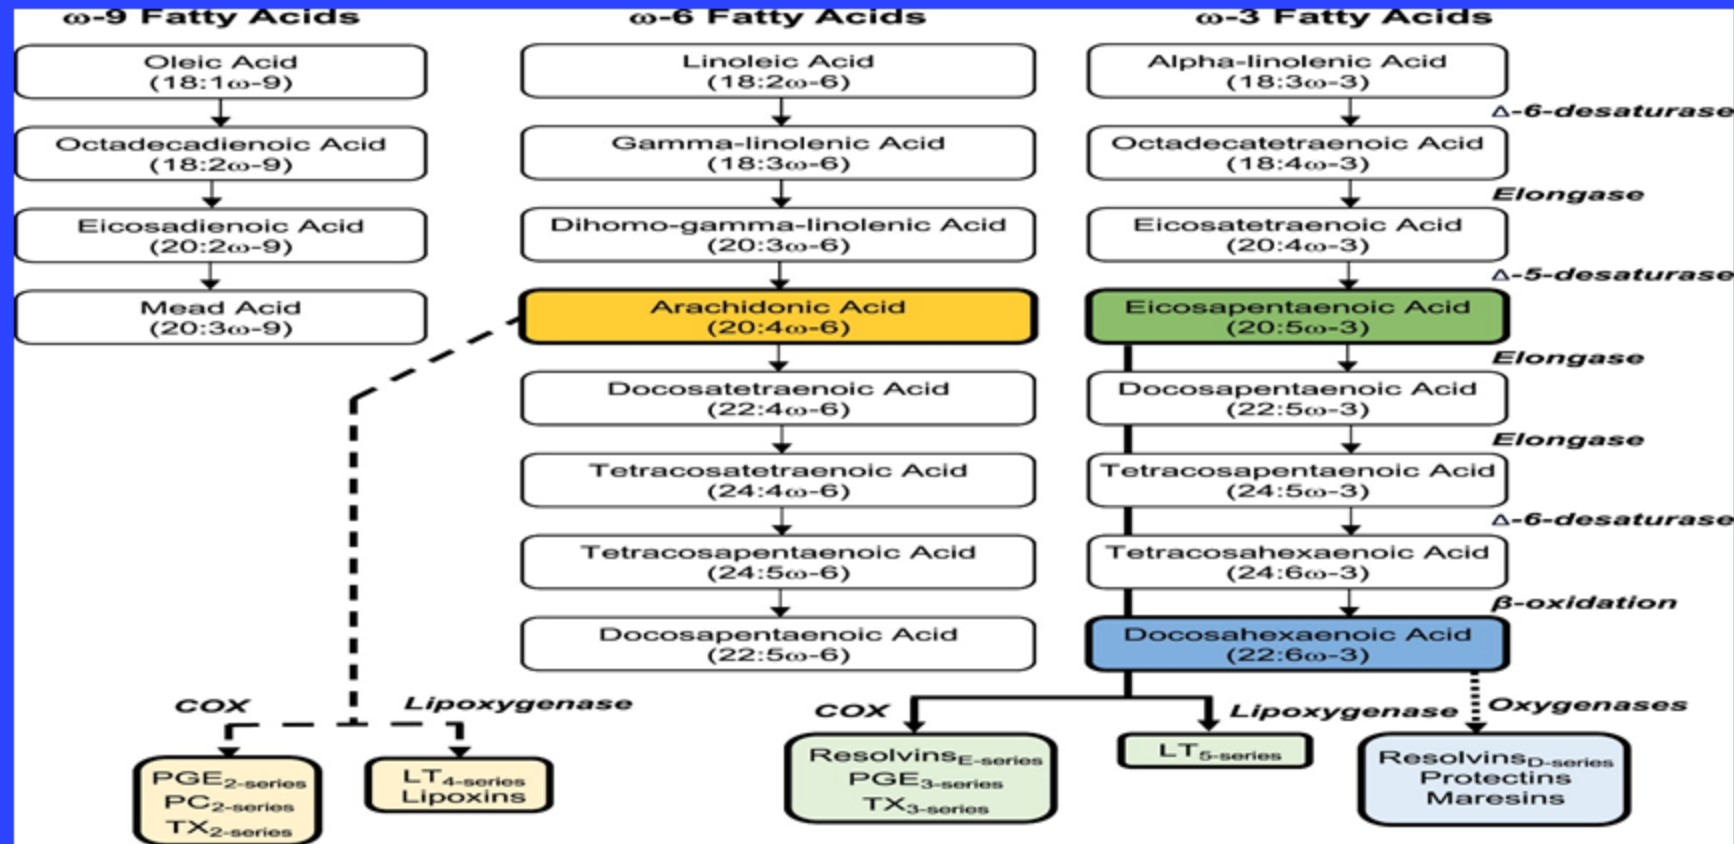 ω-9 Fatty Acids
Oleic Acid
(18:1ω-9)
Octadecadienoic Acid
(18:2ω-9)
Eicosadienoic Acid
(20:2ω-9)
Mead Acid
(20:3ω-9)
ω-6 Fatty Acids
Linoleic Acid
(18:2ω-6)
Gamma-linolenic Acid
(18:3ω-6)
Dihomo-gamma-linolenic Acid
(20:3ω-6)
Arachidonic Acid
(20:4ω-6)
Docosatetraenoic Acid
(22:4ω-6)
Tetracosatetraenoic Acid
(24:4ω-6)
Tetracosapentaenoic Acid
(24:5ω-6)
Docosapentaenoic Acid
(22:5ω-6)
ω-3 Fatty Acids
Alpha-linolenic Acid
(18:3ω-3)
Δ-6-desaturase
Octadecatetraenoic Acid
(18:4ω-3)
Elongase
Eicosatetraenoic Acid
(20:4ω-3)
Δ-5-desaturase
Eicosapentaenoic Acid
(20:5ω-3)
Elongase
Docosapentaenoic Acid
(22:5ω-3)
Elongase
Tetracosapentaenoic Acid
(24:5ω-3)
Δ-6-desaturase
Tetracosahexaenoic Acid
(24:6ω-3)
β-oxidation
Docosahexaenoic Acid
(22:6ω-3)
COX
Lipoxygenase
PGE2-series
PC2-series
TX2-series
LT4-series
Lipoxins
COX
Lipoxygenase
Oxygenases
ResolvinsE-series
PGE3-series
TX3-series
LT5-series
ResolvinsD-series
Protectins
Maresins